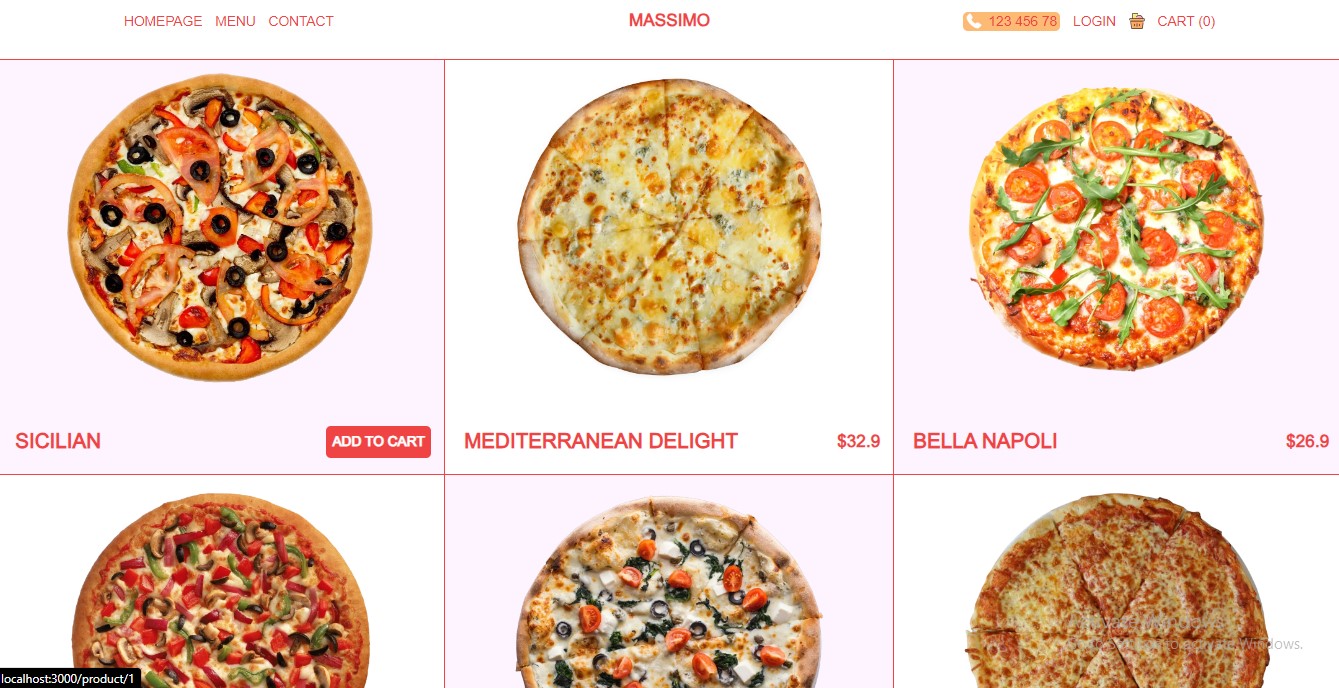 HOMEPAGE MENU CONTACT
MASSIMO
123 456 78 LOGIN CART (0)
SICILIAN
ADD TO CART
MEDITERRANEAN DELIGHT
$32.9
BELLA NAPOLI
$26.9
Activate Windows
Go to Settings to activate Windows.
localhost:3000/product/1